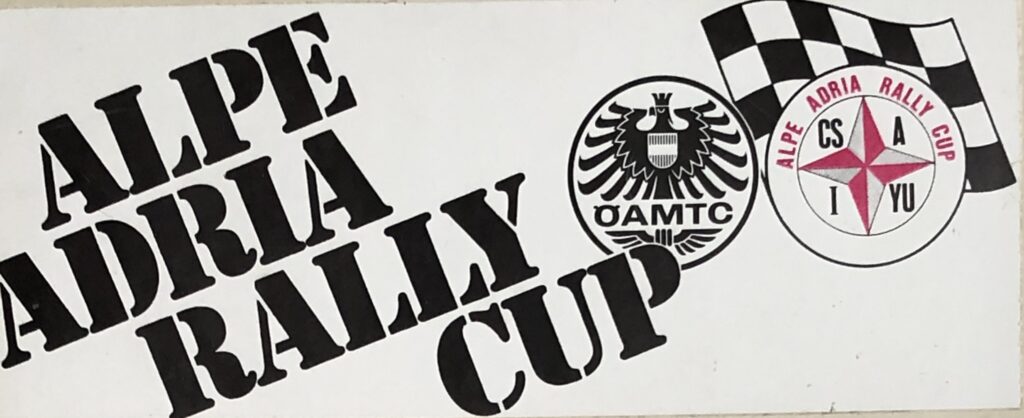 ALPE
ADRIA
RALLY
CUP
ÖAMTC
ALPE ADRIA RALLY CUP
CS A
I YU